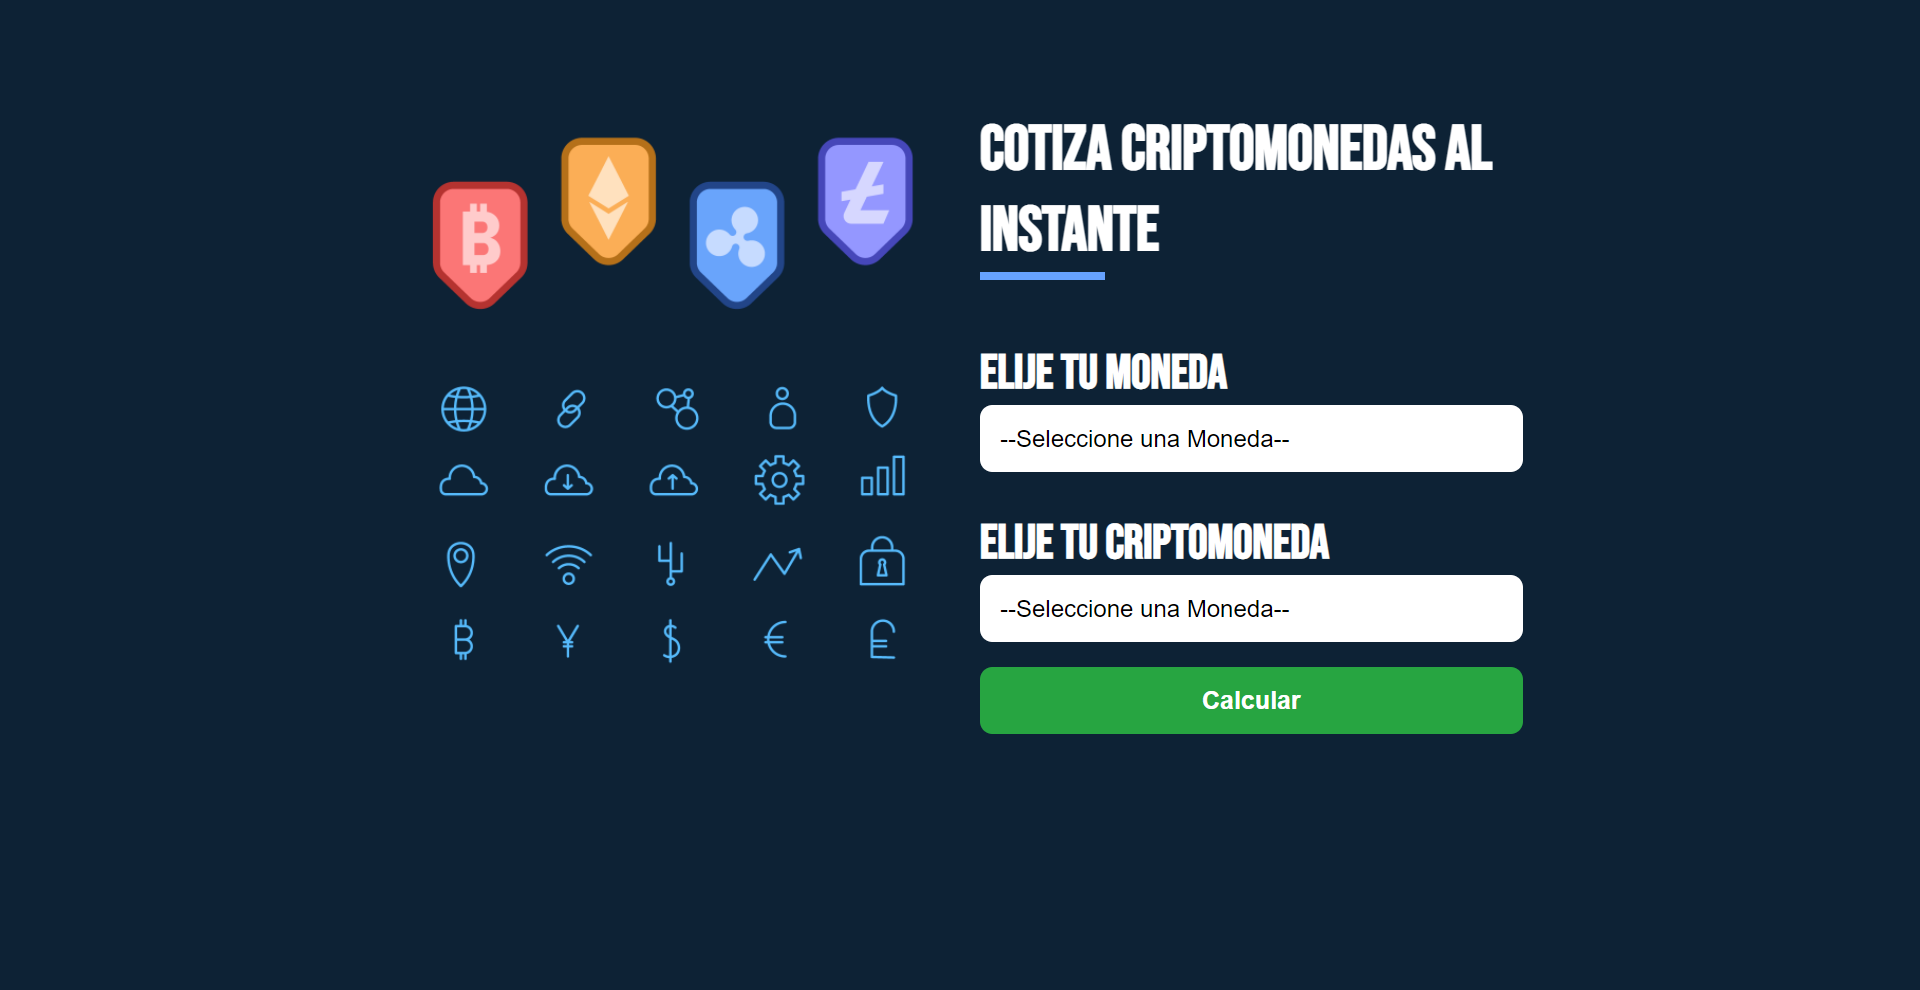 COTIZA CRIPTOMONEDAS AL
INSTANTE
ELIJE TU MONEDA
--Seleccione una Moneda--
ELIJE TU CRIPTOMONEDA
--Seleccione una Moneda--
Calcular